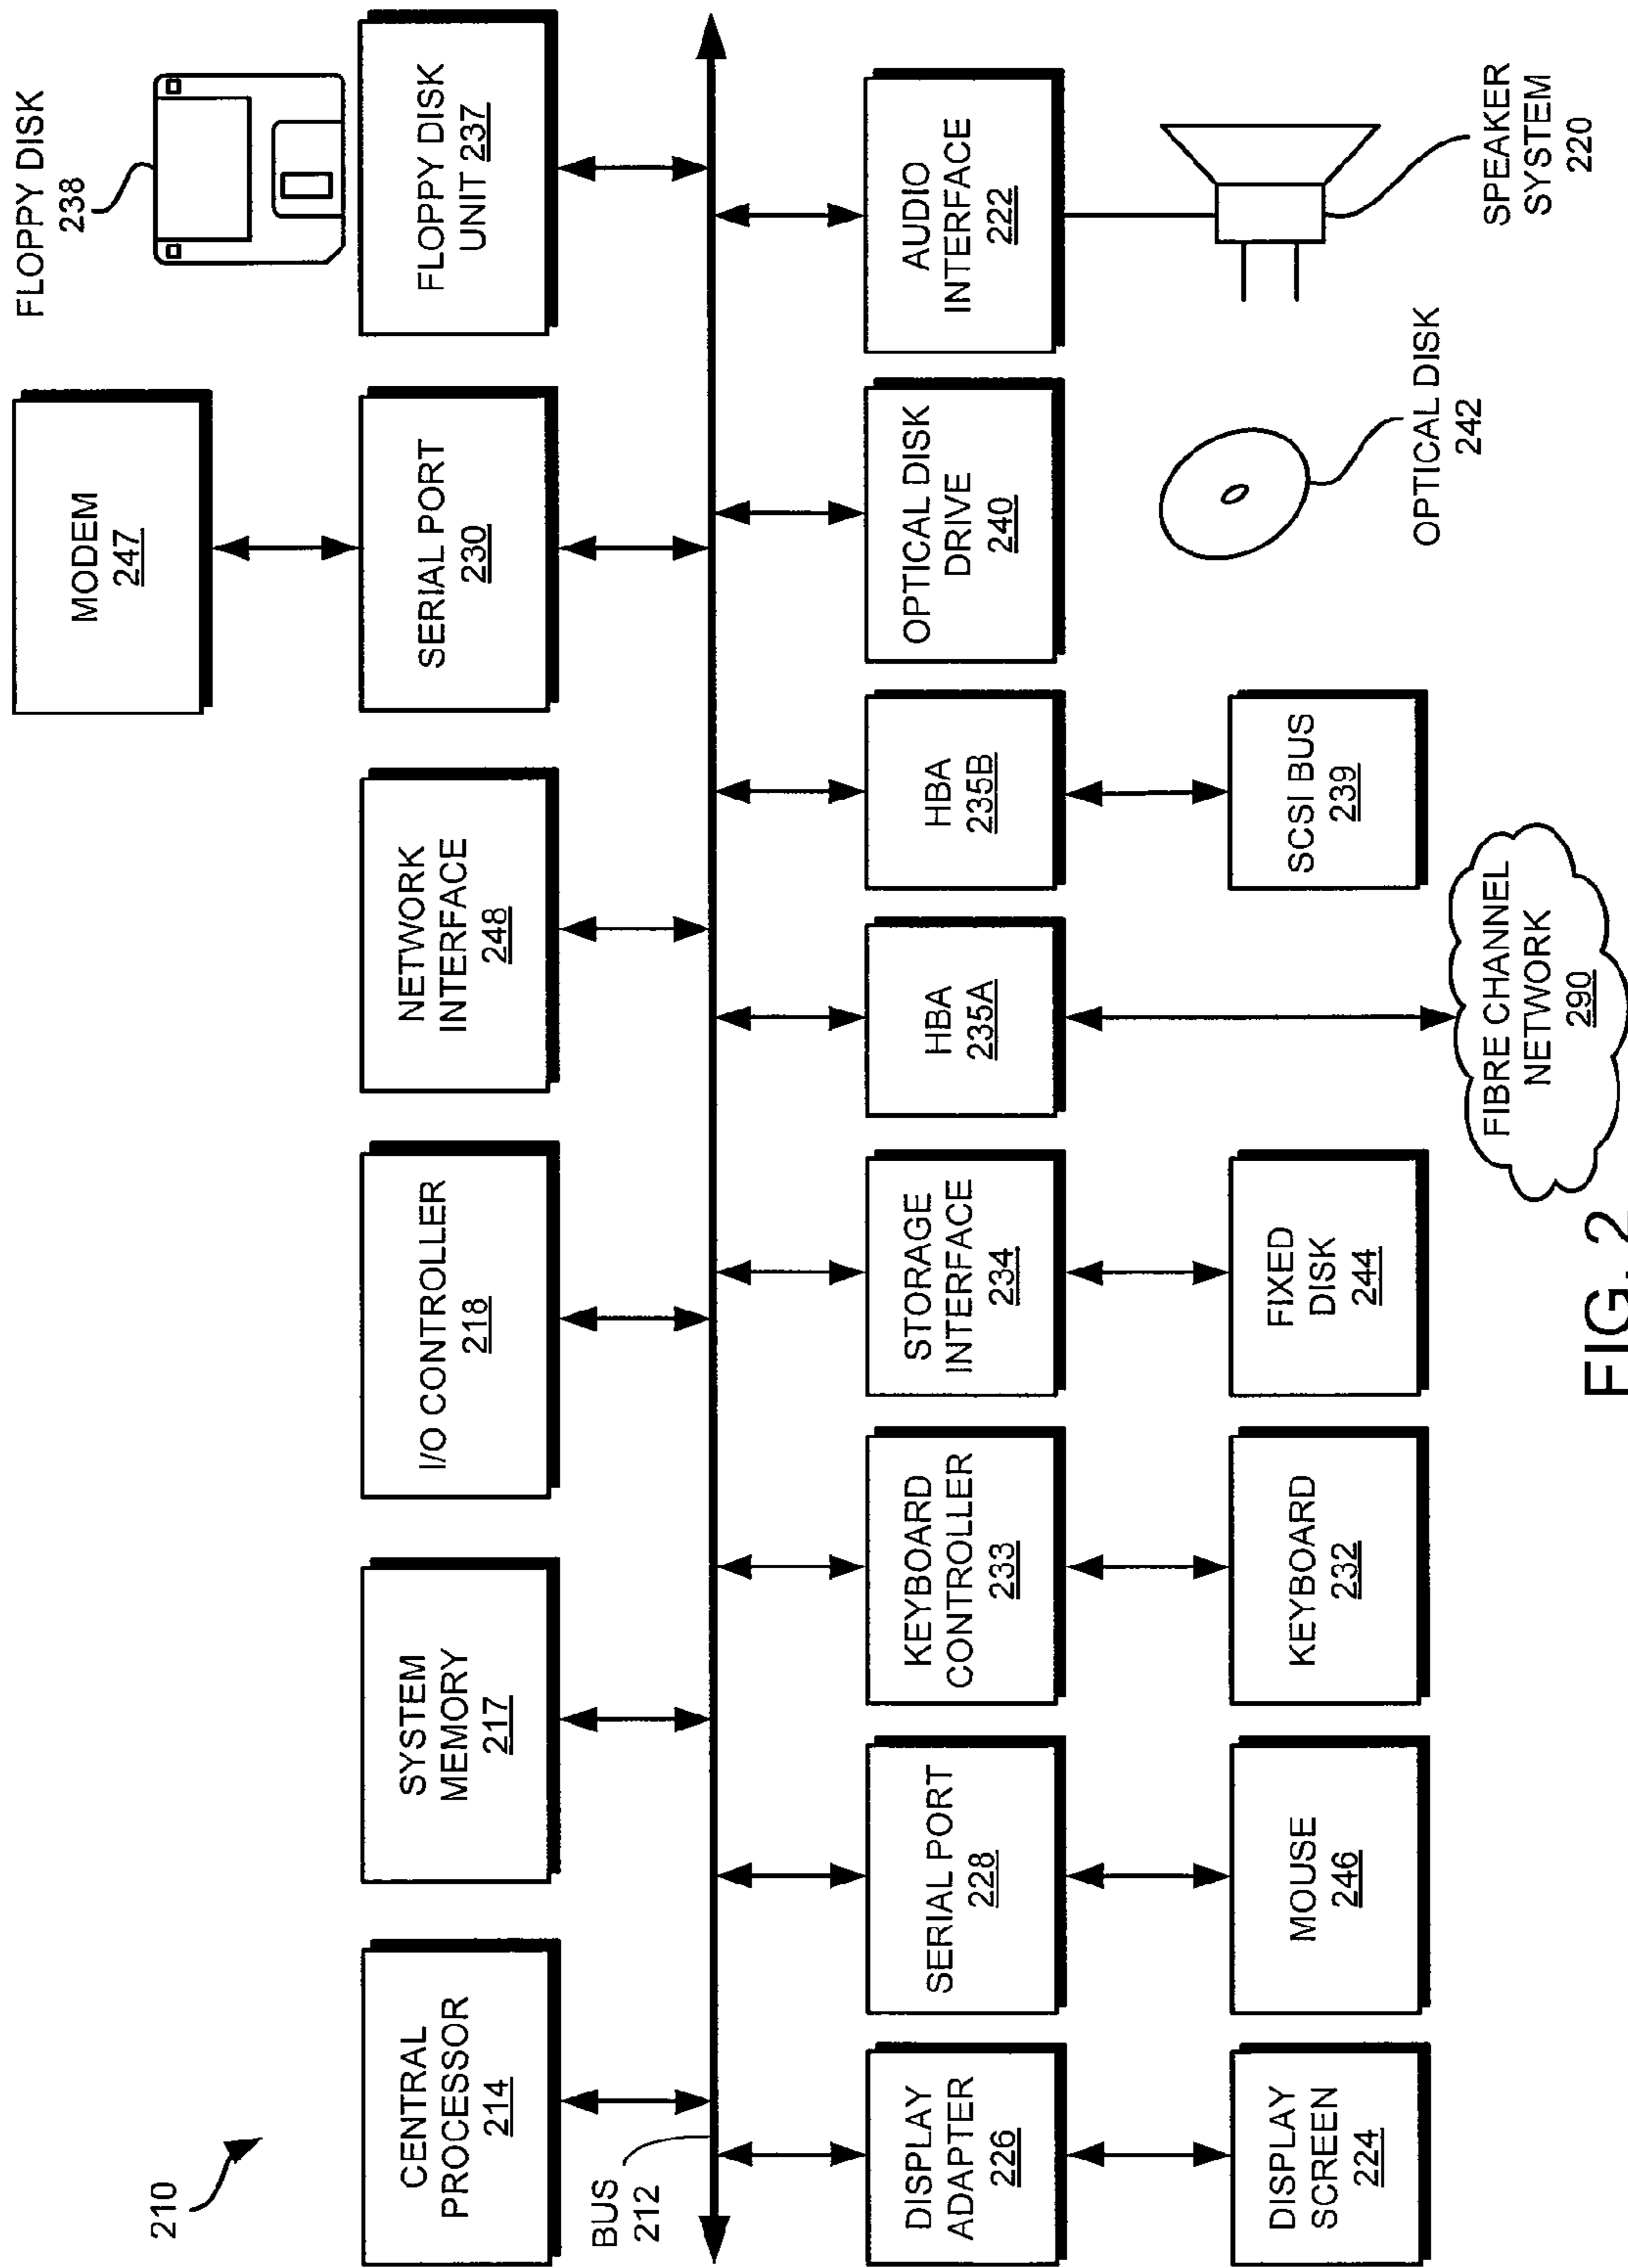 210
FLOPPY DISK
238
MODEM
247
CENTRAL
PROCESSOR
214
SYSTEM
MEMORY
217
I/O CONTROLLER
218
NETWORK
INTERFACE
248
SERIAL PORT
230
FLOPPY DISK
UNIT 237
BUS
212
DISPLAY
ADAPTER
226
SERIAL PORT
228
KEYBOARD
CONTROLLER
233
STORAGE
INTERFACE
234
HBA
235A
HBA
235B
OPTICAL DISK
DRIVE
240
AUDIO
INTERFACE
222
DISPLAY
SCREEN
224
MOUSE
246
KEYBOARD
232
FIXED
DISK
244
SCSI BUS
239
OPTICAL DISK
242
SPEAKER
SYSTEM
220
FIBRE CHANNEL
NETWORK
290
FIG. 2